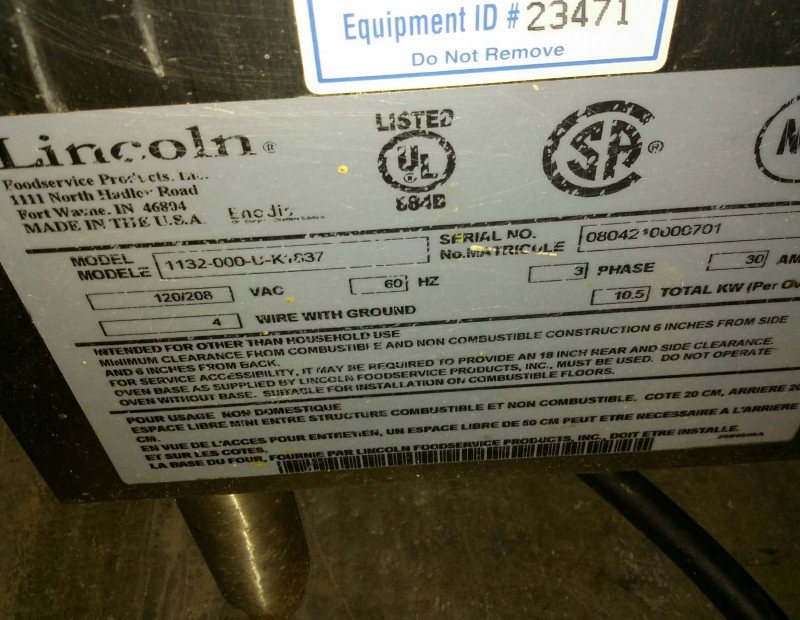 Equipment ID # 23471
Do Not Remove
Lincoln ®
Foodservice Products,
1111 North Hadley Road
Fort Wayne, IN 46804
MADE IN THE U.S.A.
Enodis
LISTED
UL
684B
SA ®
MODEL
MODELE
1132-000-U-K1837
SERIAL NO.
No.MATRICULE
0804210000701
120/208 VAC 60 HZ 3 PHASE 30
4 WIRE WITH GROUND 10.5 TOTAL KW (Per
INTENDED FOR OTHER THAN HOUSEHOLD USE
MINIMUM CLEARANCE FROM COMBUSTIBLE AND NON COMBUSTIBLE CONSTRUCTION 6 INCHES FROM SIDE
AND 6 INCHES FROM BACK.
FOR SERVICE ACCESSIBILITY, IT MAY BE REQUIRED TO PROVIDE AN 18 INCH REAR AND SIDE CLEARANCE.
OVEN BASE AS SUPPLIED BY LINCOLN FOODSERVICE PRODUCTS, INC., MUST BE USED. DO NOT OPERATE
OVEN WITHOUT BASE. SUITABLE FOR INSTALLATION ON COMBUSTIBLE FLOORS.
POUR USAGE NON DOMESTIQUE
ESPACE LIBRE MINI ENTRE STRUCTURE COMBUSTIBLE ET NON COMBUSTIBLE. COTE 20 CM, ARRIERE
CM.
EN VUE DE L'ACCES POUR ENTRETIEN, UN ESPACE LIBRE DE 50 CM PEUT ETRE NECESSAIRE A L'ARRIERE
ET SUR LES COTES.
LA BASE DU FOUR, FOURNIE PAR LINCOLN FOODSERVICE PRODUCTS, INC. DOIT ETRE INSTALLE.